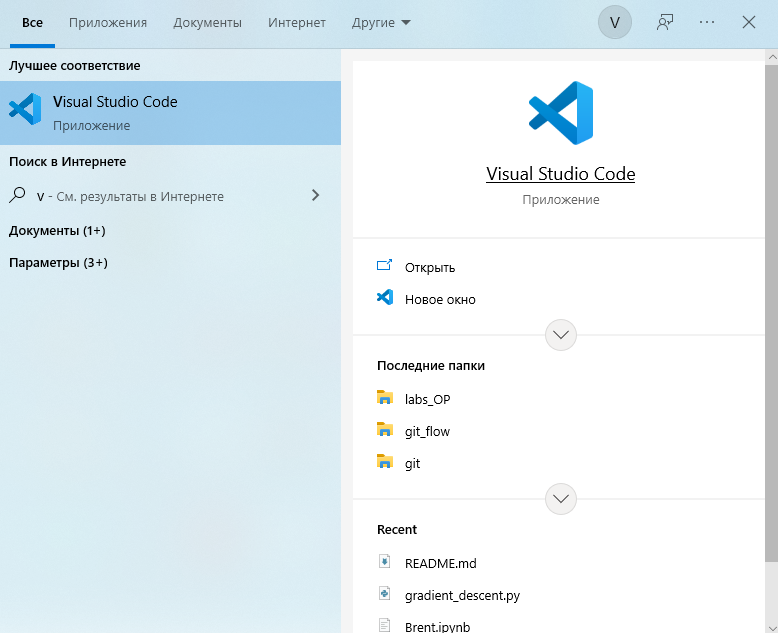 Все Приложения Документы Интернет Другие V
Лучшее соответствие
Visual Studio Code
Приложение
Поиск в Интернете
v - См. результаты в Интернете
Документы (1+)
Параметры (3+)
Visual Studio Code
Приложение
Открыть
Новое окно
Последние папки
labs_OP
git_flow
git
Recent
README.md
gradient_descent.py
Brent.ipynb